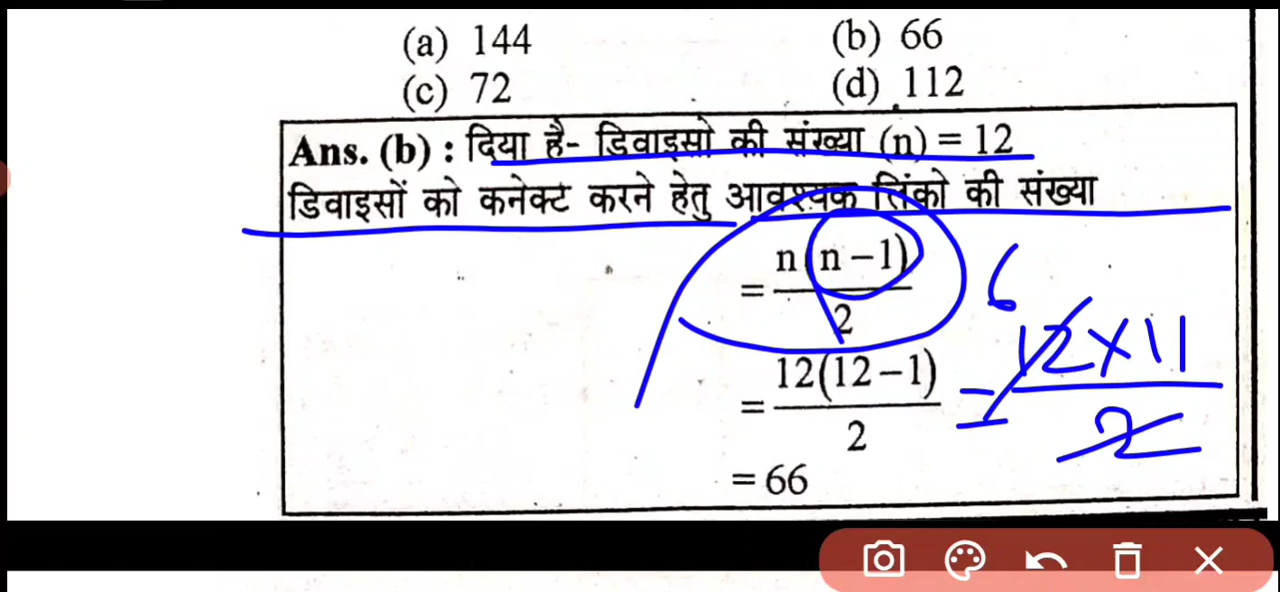 (a) 144 (b) 66
(c) 72 (d) 112
Ans. (b) : दिया है- डिवाइसो की संख्या (n) = 12
डिवाइसों को कनेक्ट करने हेतु आवश्यक लिंको की संख्या
= n(n−1)/2
= 12(12−1)/2
= 66
6
= 12×11
2